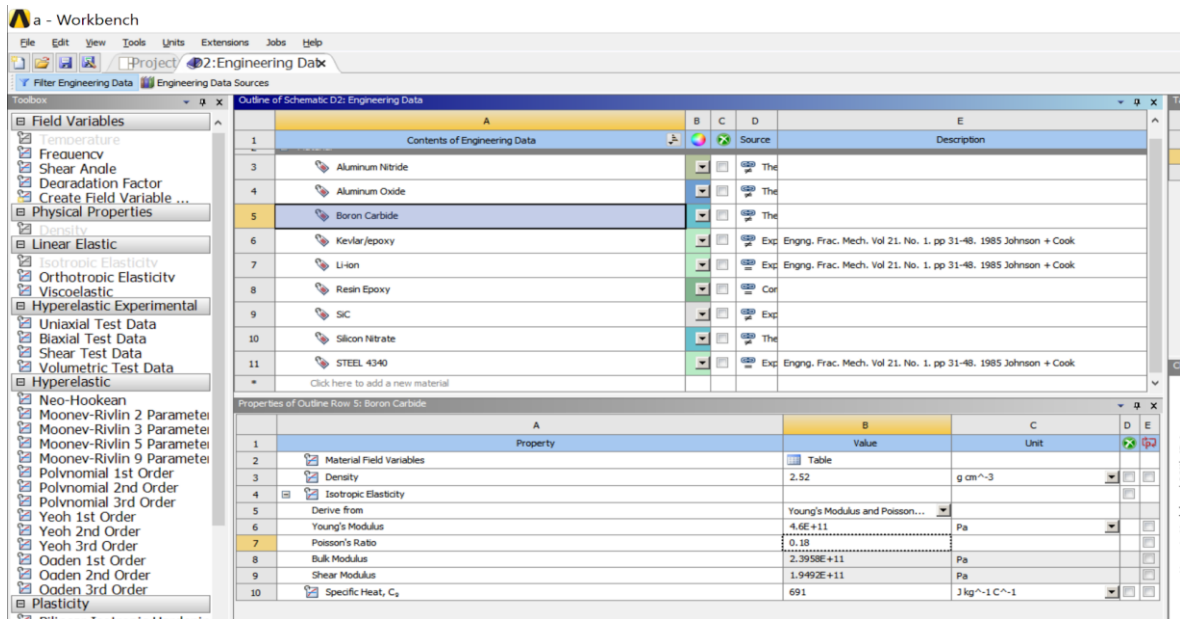 a - Workbench
File Edit View Tools Units Extensions Jobs Help
Project D2:Engineering Data
Filter Engineering Data Engineering Data Sources
Toolbox
Field Variables
Temperature
Frequency
Shear Angle
Degradation Factor
Create Field Variable ...
Physical Properties
Density
Linear Elastic
Isotropic Elasticity
Orthotropic Elasticity
Viscoelastic
Hyperelastic Experimental
Uniaxial Test Data
Biaxial Test Data
Shear Test Data
Volumetric Test Data
Hyperelastic
Neo-Hookean
Mooney-Rivlin 2 Parameter
Mooney-Rivlin 3 Parameter
Mooney-Rivlin 5 Parameter
Mooney-Rivlin 9 Parameter
Polynomial 1st Order
Polynomial 2nd Order
Polynomial 3rd Order
Yeoh 1st Order
Yeoh 2nd Order
Yeoh 3rd Order
Ogden 1st Order
Ogden 2nd Order
Ogden 3rd Order
Plasticity
Outline of Schematic D2: Engineering Data
A B C D E
1 Contents of Engineering Data Source Description
3 Aluminum Nitride The
4 Aluminum Oxide The
5 Boron Carbide The
6 Kevlar/epoxy Exp Engng. Frac. Mech. Vol 21. No. 1. pp 31-48. 1985 Johnson + Cook
7 Li-ion Exp Engng. Frac. Mech. Vol 21. No. 1. pp 31-48. 1985 Johnson + Cook
8 Resin Epoxy Cor
9 SiC Exp
10 Silicon Nitrate The
11 STEEL 4340 Exp Engng. Frac. Mech. Vol 21. No. 1. pp 31-48. 1985 Johnson + Cook
* Click here to add a new material
Properties of Outline Row 5: Boron Carbide
A B C D E
1 Property Value Unit
2 Material Field Variables Table
3 Density 2.52 g cm^-3
4 Isotropic Elasticity
5 Derive from Young's Modulus and Poisson...
6 Young's Modulus 4.6E+11 Pa
7 Poisson's Ratio 0.18
8 Bulk Modulus 2.3958E+11 Pa
9 Shear Modulus 1.9492E+11 Pa
10 Specific Heat, Cₚ 691 J kg^-1 C^-1